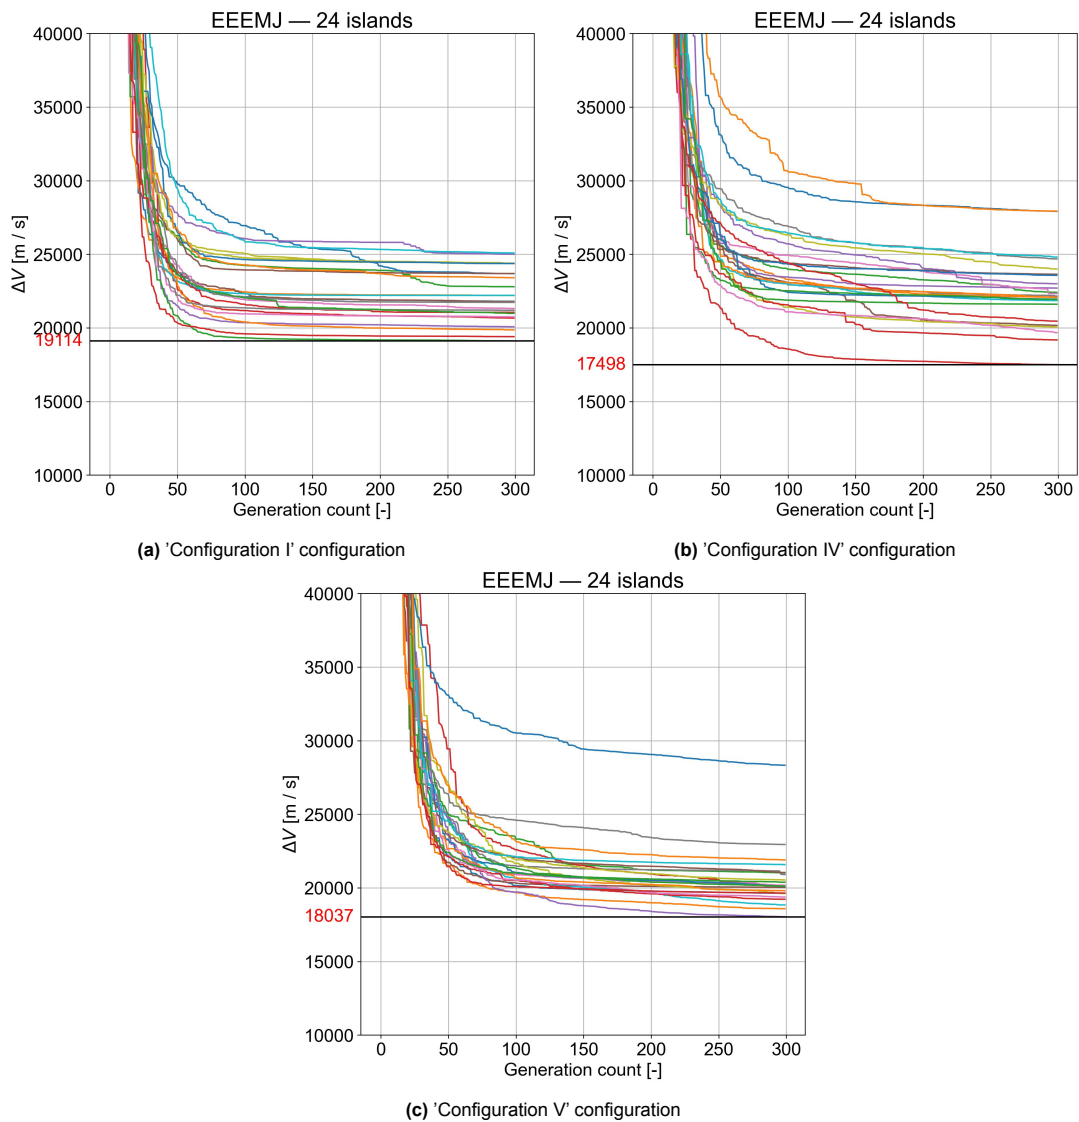 EEEMJ — 24 islands
40000
35000
30000
25000
20000
19114
15000
10000
ΔV [m / s]
0 50 100 150 200 250 300
Generation count [-]
(a) 'Configuration I' configuration
EEEMJ — 24 islands
40000
35000
30000
25000
20000
17498
15000
10000
ΔV [m / s]
0 50 100 150 200 250 300
Generation count [-]
(b) 'Configuration IV' configuration
EEEMJ — 24 islands
40000
35000
30000
25000
20000
18037
15000
10000
ΔV [m / s]
0 50 100 150 200 250 300
Generation count [-]
(c) 'Configuration V' configuration